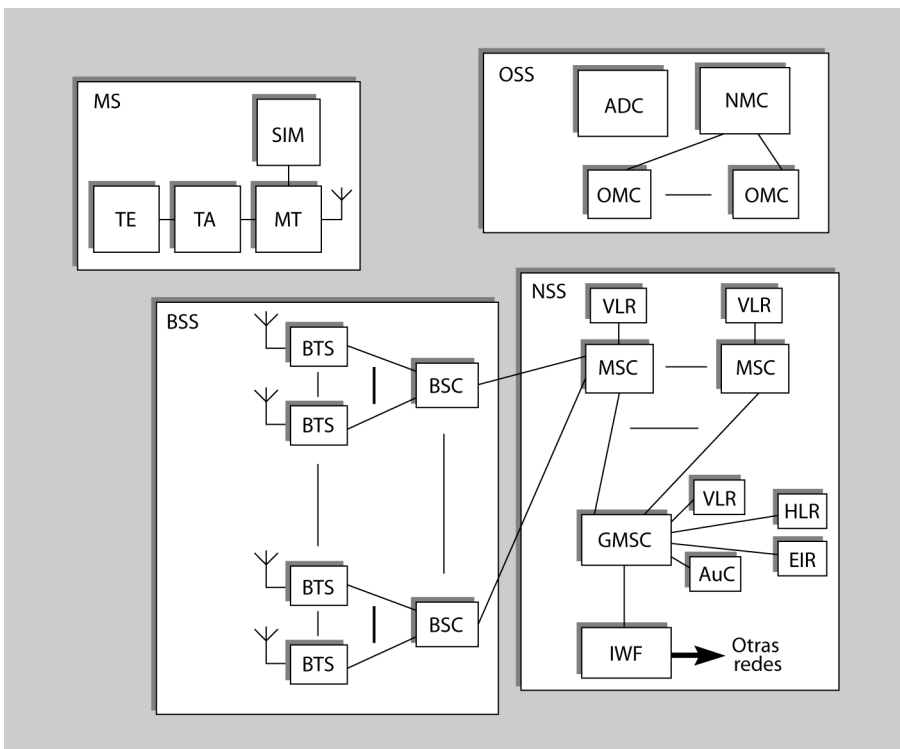 MS
SIM
TE
TA
MT
OSS
ADC
NMC
OMC
OMC
BSS
BTS
BTS
BSC
BTS
BTS
BSC
NSS
VLR
VLR
MSC
MSC
VLR
HLR
GMSC
EIR
AuC
IWF
Otras
redes